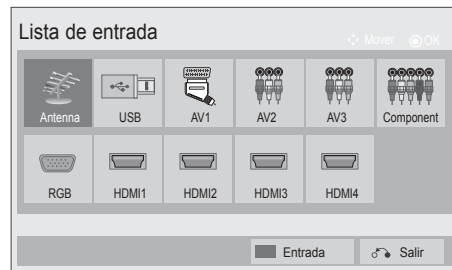 Lista de entrada
Mover OK
Antenna USB AV1 AV2 AV3 Component
RGB HDMI1 HDMI2 HDMI3 HDMI4
Entrada Salir